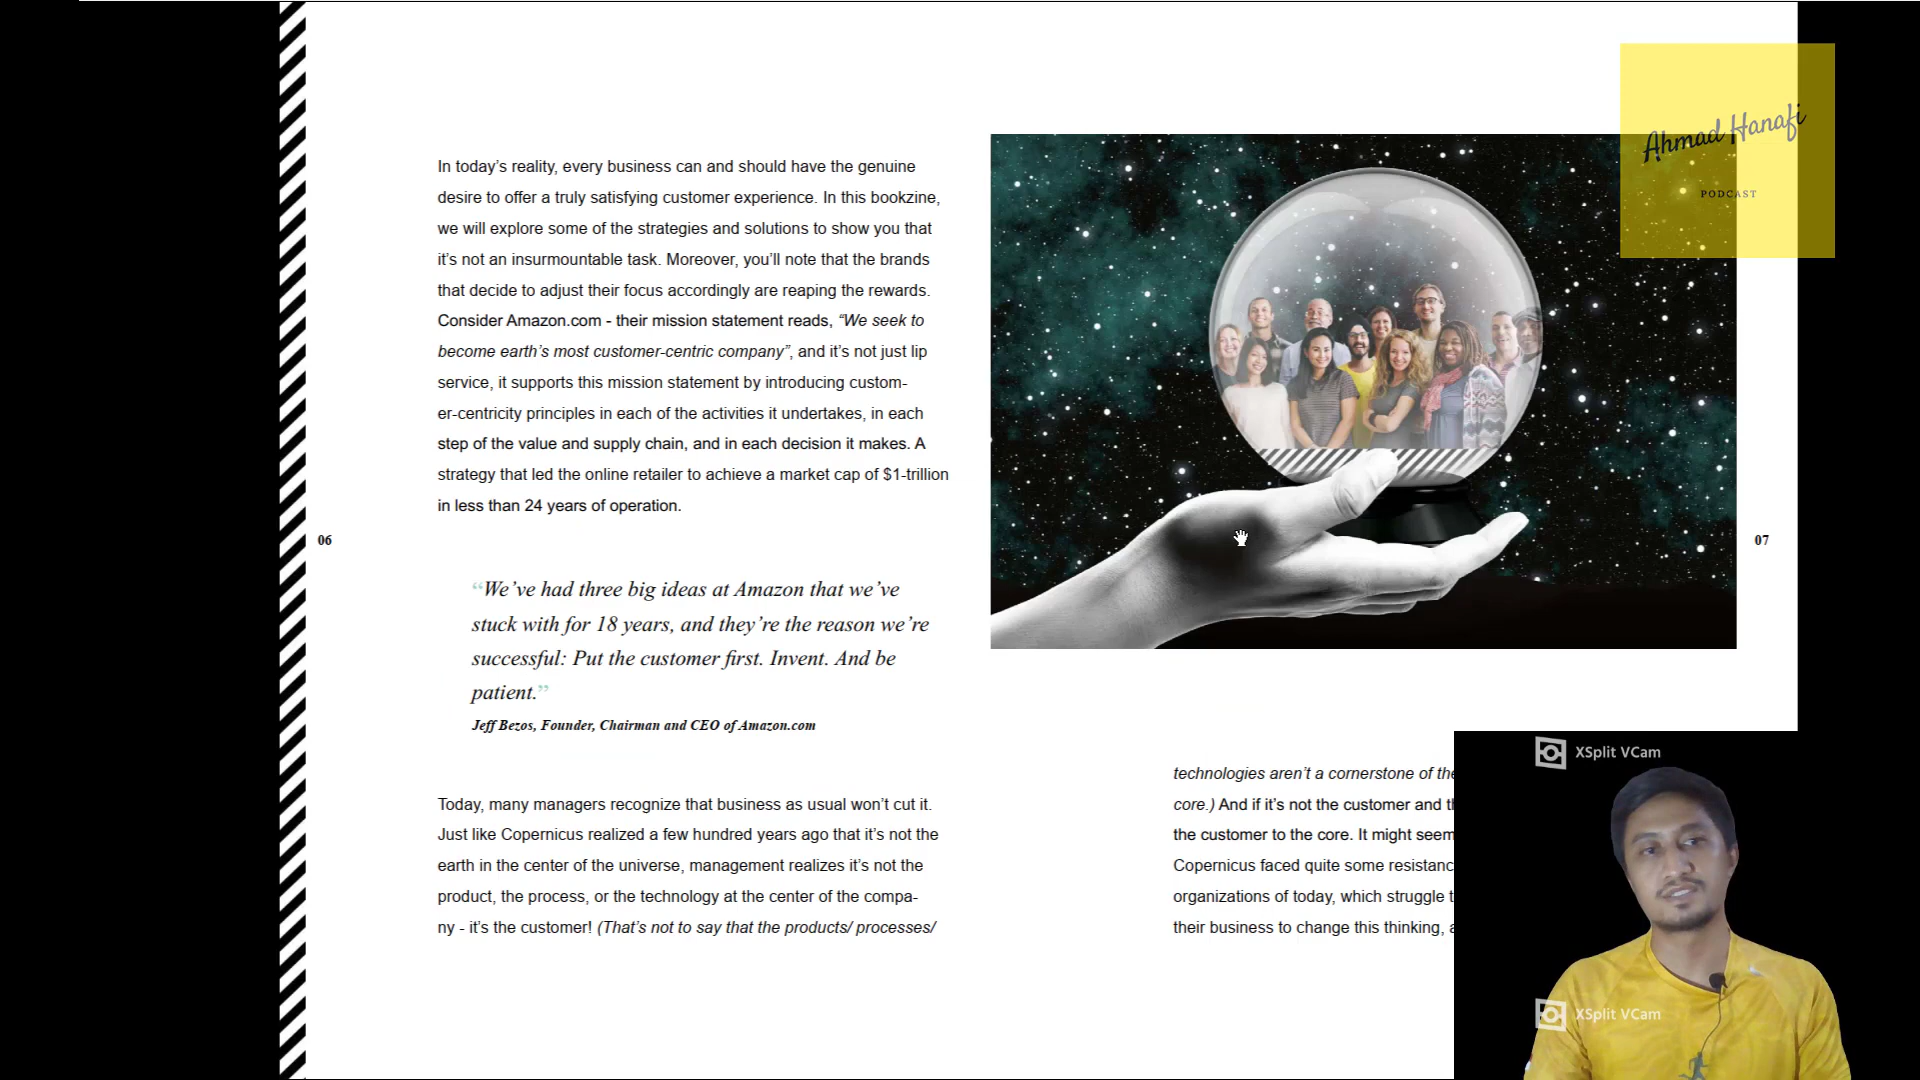 Ahmad Hanafi
PODCAST
In today’s reality, every business can and should have the genuine
desire to offer a truly satisfying customer experience. In this bookzine,
we will explore some of the strategies and solutions to show you that
it’s not an insurmountable task. Moreover, you’ll note that the brands
that decide to adjust their focus accordingly are reaping the rewards.
Consider Amazon.com - their mission statement reads, “We seek to
become earth’s most customer-centric company”, and it’s not just lip
service, it supports this mission statement by introducing custom-
er-centricity principles in each of the activities it undertakes, in each
step of the value and supply chain, and in each decision it makes. A
strategy that led the online retailer to achieve a market cap of $1-trillion
in less than 24 years of operation.
06
“We’ve had three big ideas at Amazon that we’ve
stuck with for 18 years, and they’re the reason we’re
successful: Put the customer first. Invent. And be
patient.”
Jeff Bezos, Founder, Chairman and CEO of Amazon.com
Today, many managers recognize that business as usual won’t cut it.
Just like Copernicus realized a few hundred years ago that it’s not the
earth in the center of the universe, management realizes it’s not the
product, the process, or the technology at the center of the compa-
ny - it’s the customer! (That’s not to say that the products/ processes/
07
technologies aren’t a cornerstone of the
core.) And if it’s not the customer and
the customer to the core. It might seem
Copernicus faced quite some
organizations of today, which struggle
their business to change this thinking,
XSplit VCam
XSplit VCam